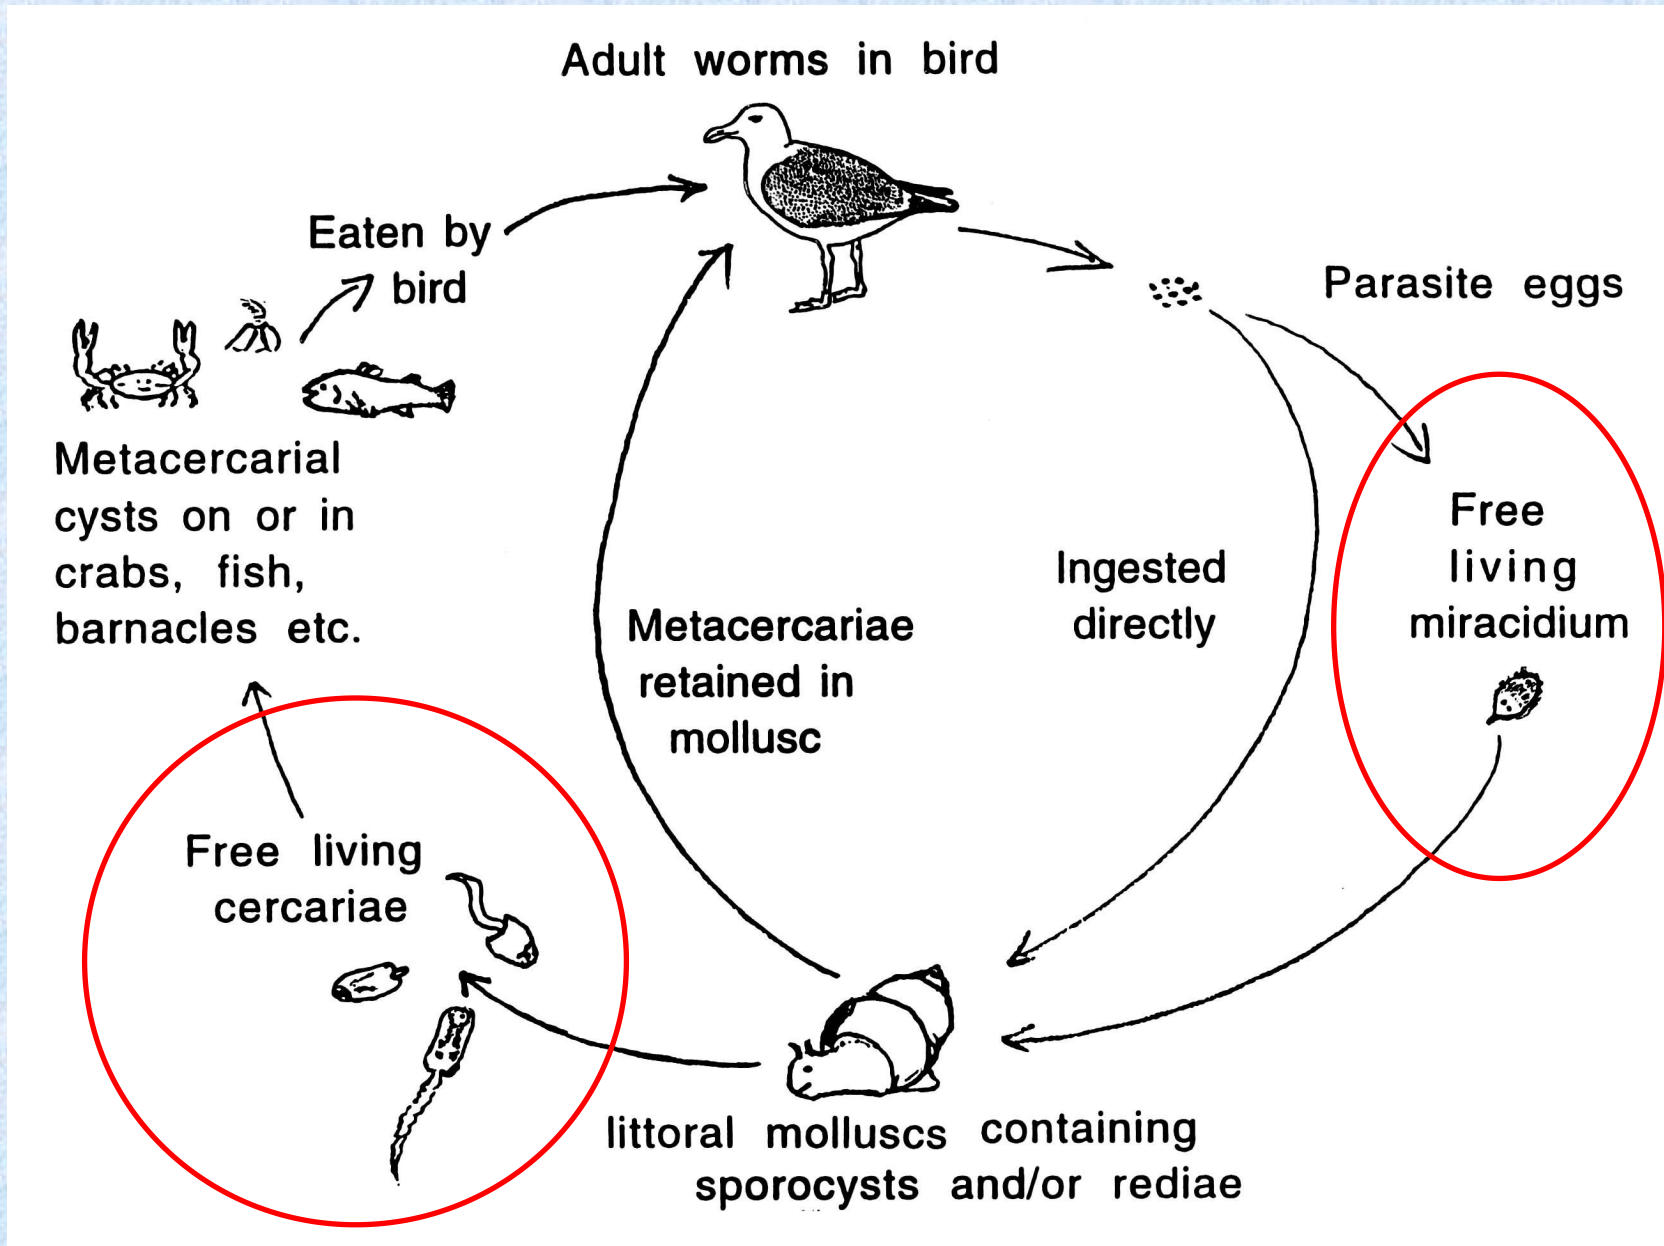 Adult worms in bird
Eaten by
bird
Parasite eggs
Metacercarial
cysts on or in
crabs, fish,
barnacles etc.
Free
living
miracidium
Ingested
directly
Metacercariae
retained in
mollusc
Free living
cercariae
littoral molluscs containing
sporocysts and/or rediae